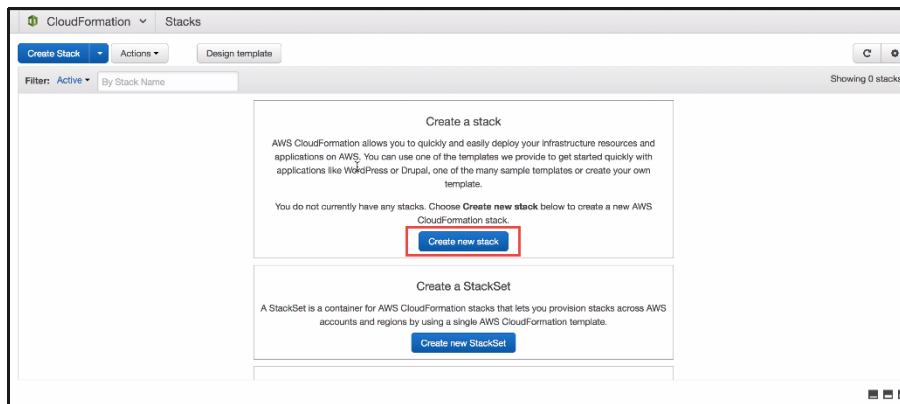 CloudFormation Stacks
Create Stack Actions Design template
Filter: Active By Stack Name Showing 0 stacks
Create a stack
AWS CloudFormation allows you to quickly and easily deploy your infrastructure resources and
applications on AWS. You can use one of the templates we provide to get started quickly with
applications like WordPress or Drupal, one of the many sample templates or create your own
template.
You do not currently have any stacks. Choose Create new stack below to create a new AWS
CloudFormation stack.
Create new stack
Create a StackSet
A StackSet is a container for AWS CloudFormation stacks that lets you provision stacks across AWS
accounts and regions by using a single AWS CloudFormation template.
Create new StackSet